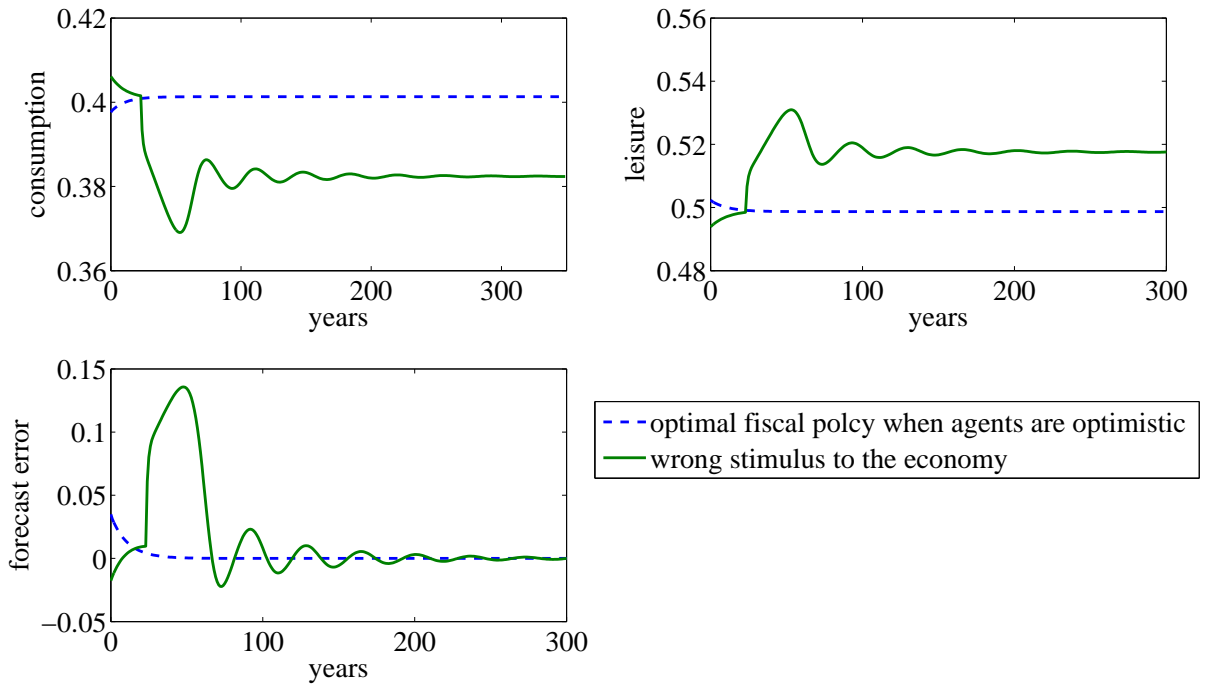 0.42
0.4
0.38
0.36
consumption
0 100 200 300
years
0.56
0.54
0.52
0.5
0.48
leisure
0 100 200 300
years
0.15
0.1
0.05
0
−0.05
forecast error
0 100 200 300
years
optimal fiscal polcy when agents are optimistic
wrong stimulus to the economy